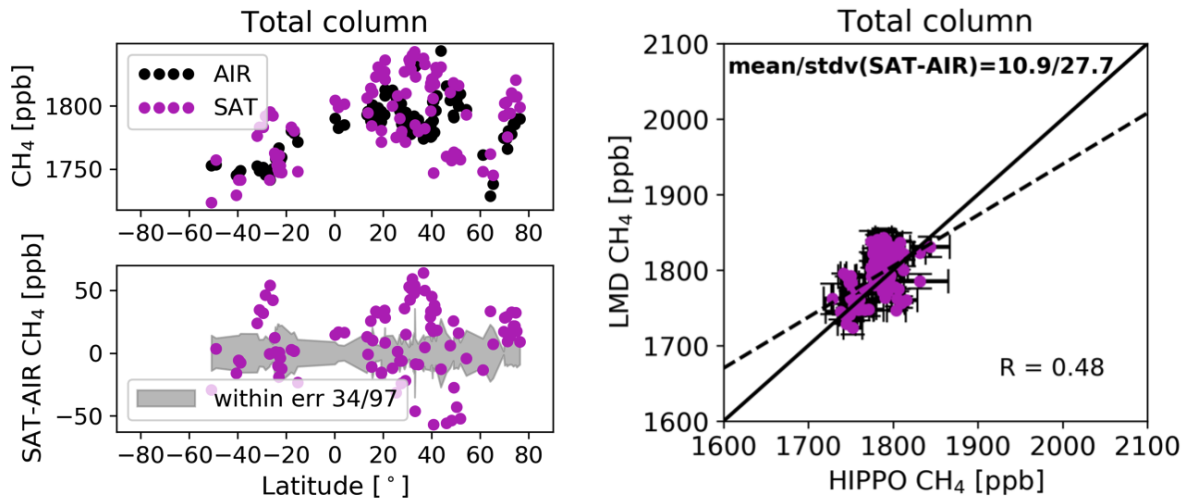 Total column
CH₄ [ppb]
1800
1750
AIR
SAT
−80 −60 −40 −20 0 20 40 60 80
SAT-AIR CH₄ [ppb]
50
0
−50
within err 34/97
−80 −60 −40 −20 0 20 40 60 80
Latitude [°]
Total column
LMD CH₄ [ppb]
2100
2000
1900
1800
1700
1600
mean/stdv(SAT-AIR)=10.9/27.7
R = 0.48
1600 1700 1800 1900 2000 2100
HIPPO CH₄ [ppb]